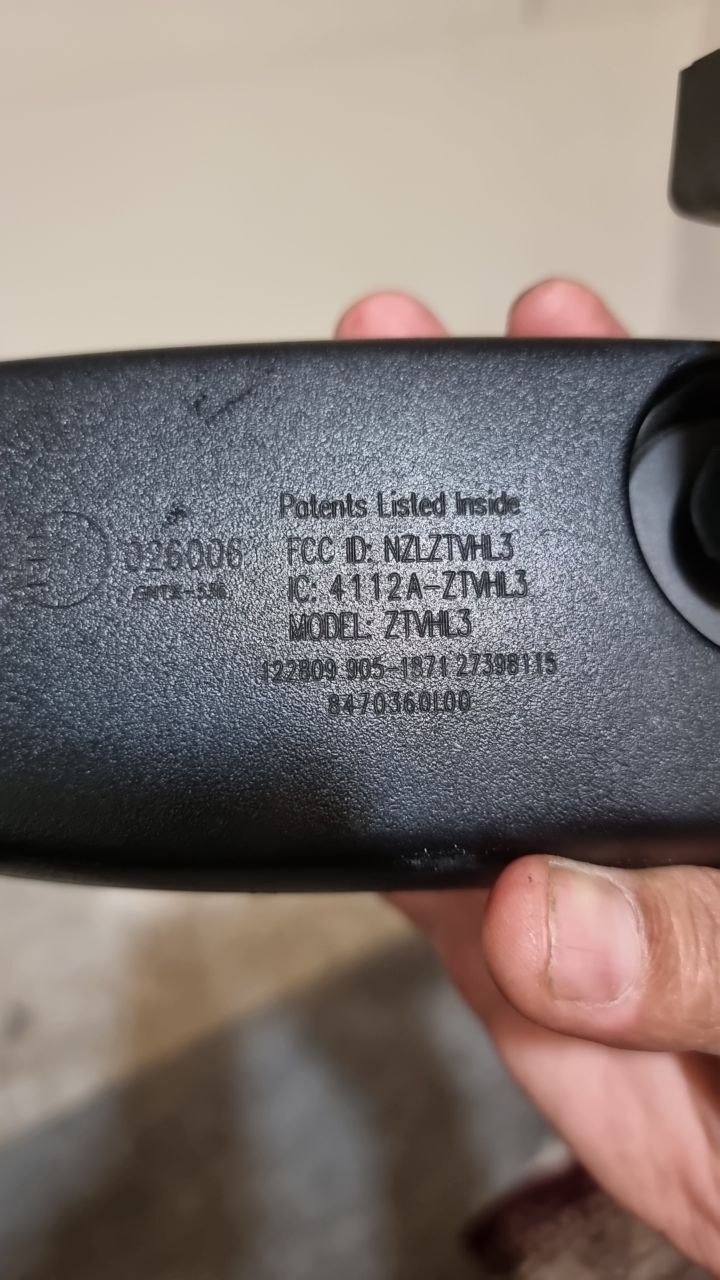 Patents Listed Inside
026006
FCC ID: NZLZTVHL3
IC: 4112A-ZTVHL3
MODEL: ZTVHL3
122809 905-1871 27398115
8470360L00